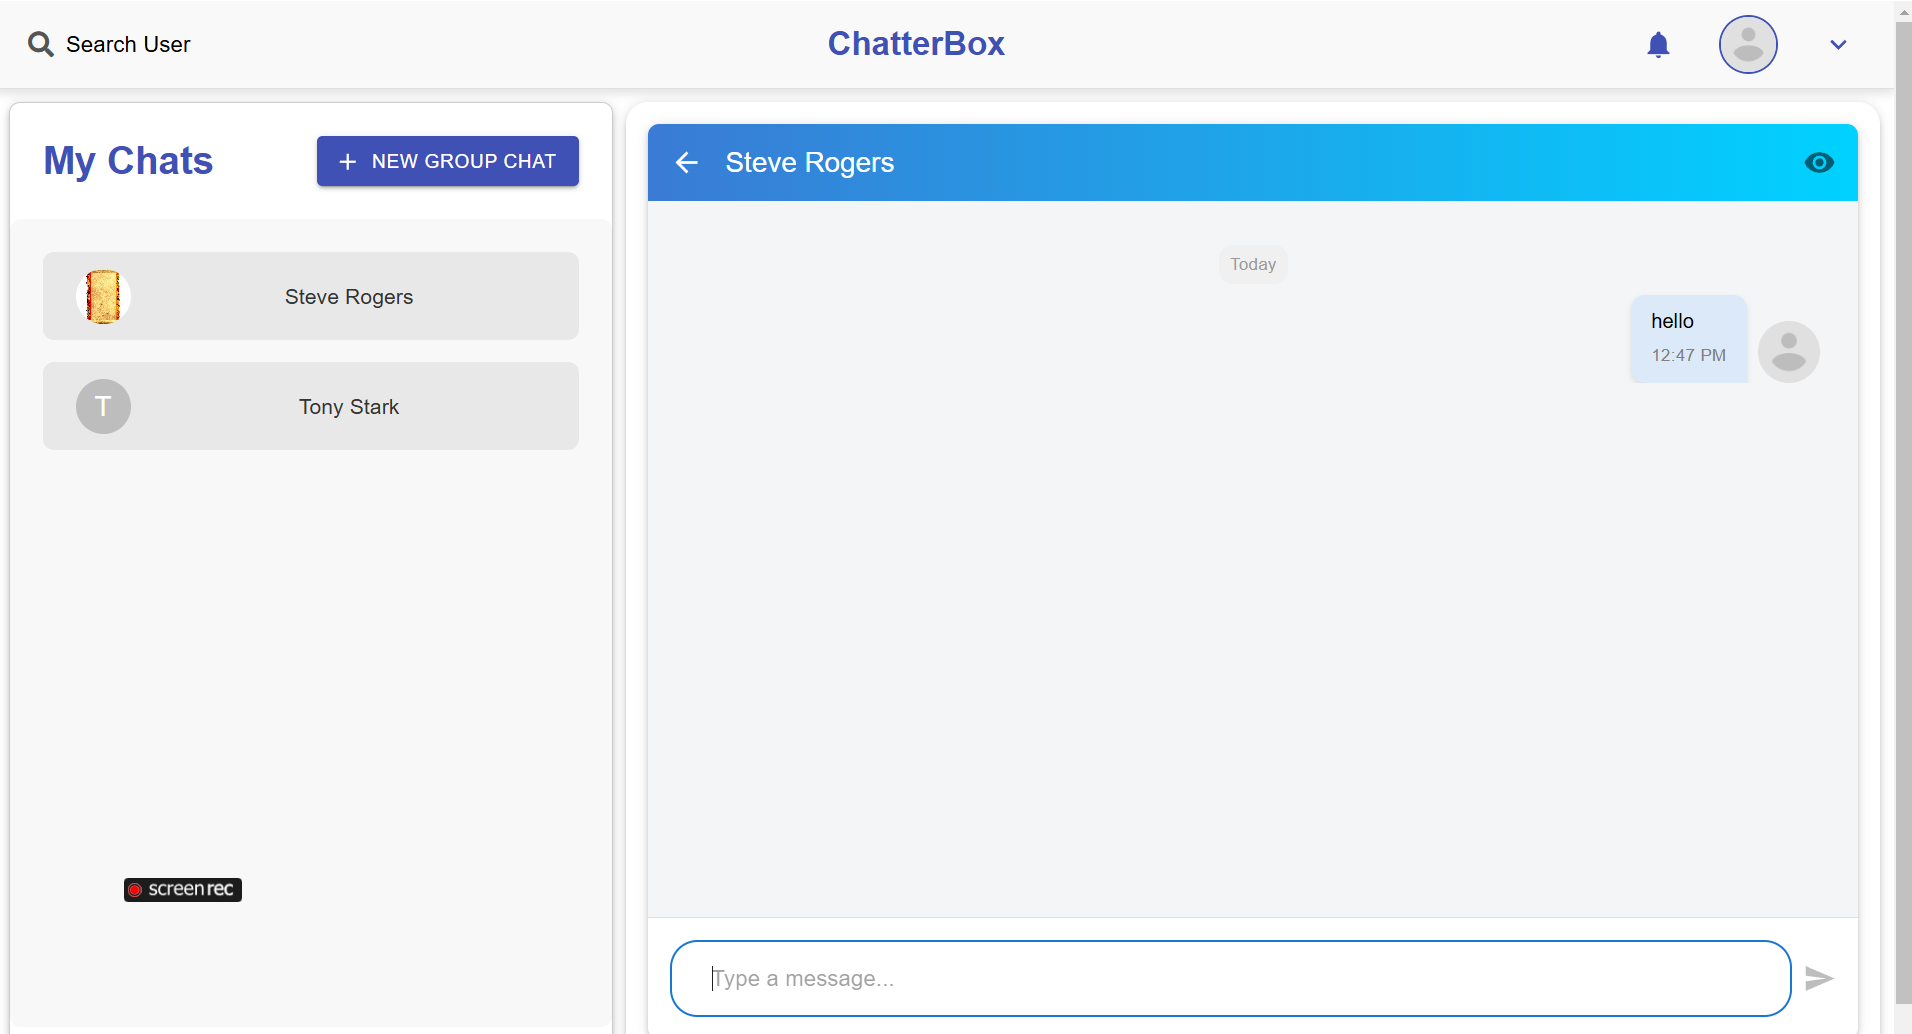 Search User
ChatterBox
My Chats
NEW GROUP CHAT
Steve Rogers
T
Tony Stark
screenrec
Steve Rogers
Today
hello
12:47 PM
Type a message...